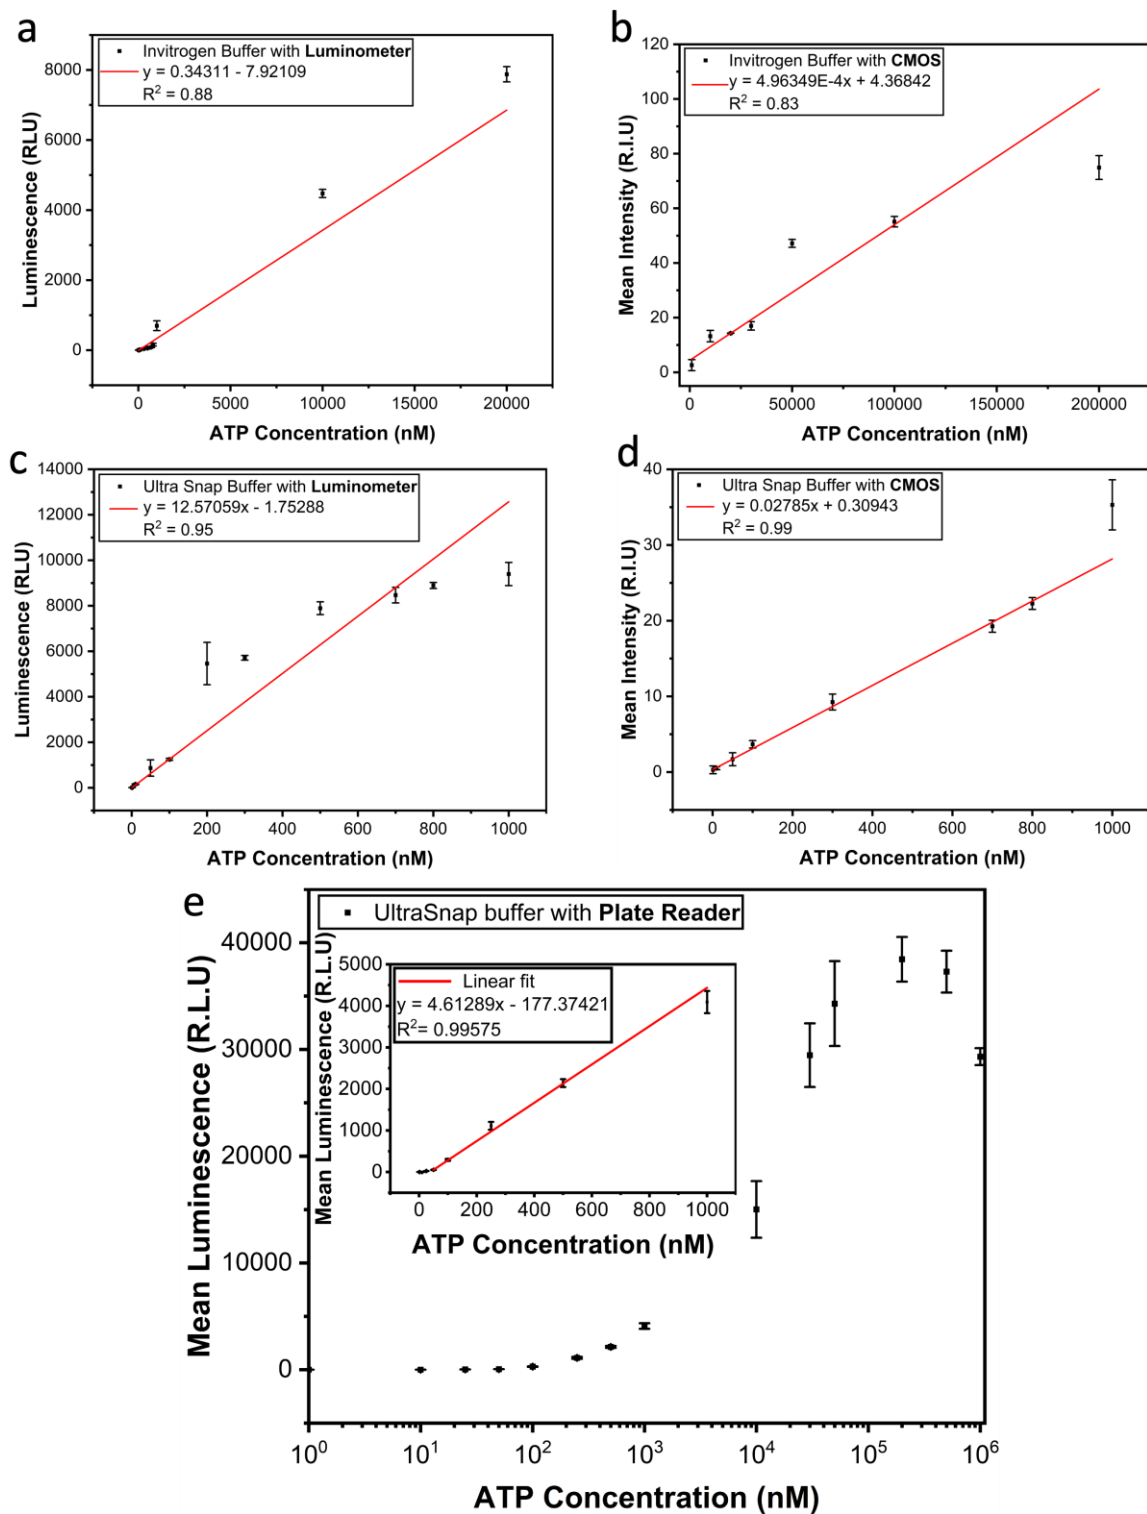 a
Invitrogen Buffer with Luminometer
y = 0.34311 - 7.92109
R² = 0.88
8000
6000
4000
2000
0
Luminescence (RLU)
0 5000 10000 15000 20000
ATP Concentration (nM)
b
Invitrogen Buffer with CMOS
y = 4.96349E-4x + 4.36842
R² = 0.83
120
100
80
60
40
20
0
Mean Intensity (R.I.U)
0 50000 100000 150000 200000
ATP Concentration (nM)
c
Ultra Snap Buffer with Luminometer
y = 12.57059x - 1.75288
R² = 0.95
14000
12000
10000
8000
6000
4000
2000
0
Luminescence (RLU)
0 200 400 600 800 1000
ATP Concentration (nM)
d
Ultra Snap Buffer with CMOS
y = 0.02785x + 0.30943
R² = 0.99
40
30
20
10
0
Mean Intensity (R.I.U)
0 200 400 600 800 1000
ATP Concentration (nM)
e
UltraSnap buffer with Plate Reader
40000
30000
20000
10000
0
Mean Luminescence (R.L.U)
Linear fit
y = 4.61289x - 177.37421
R²= 0.99575
5000
4000
3000
2000
1000
0
Mean Luminescence (R.L.U)
0 200 400 600 800 1000
ATP Concentration (nM)
10⁰ 10¹ 10² 10³ 10⁴ 10⁵ 10⁶
ATP Concentration (nM)